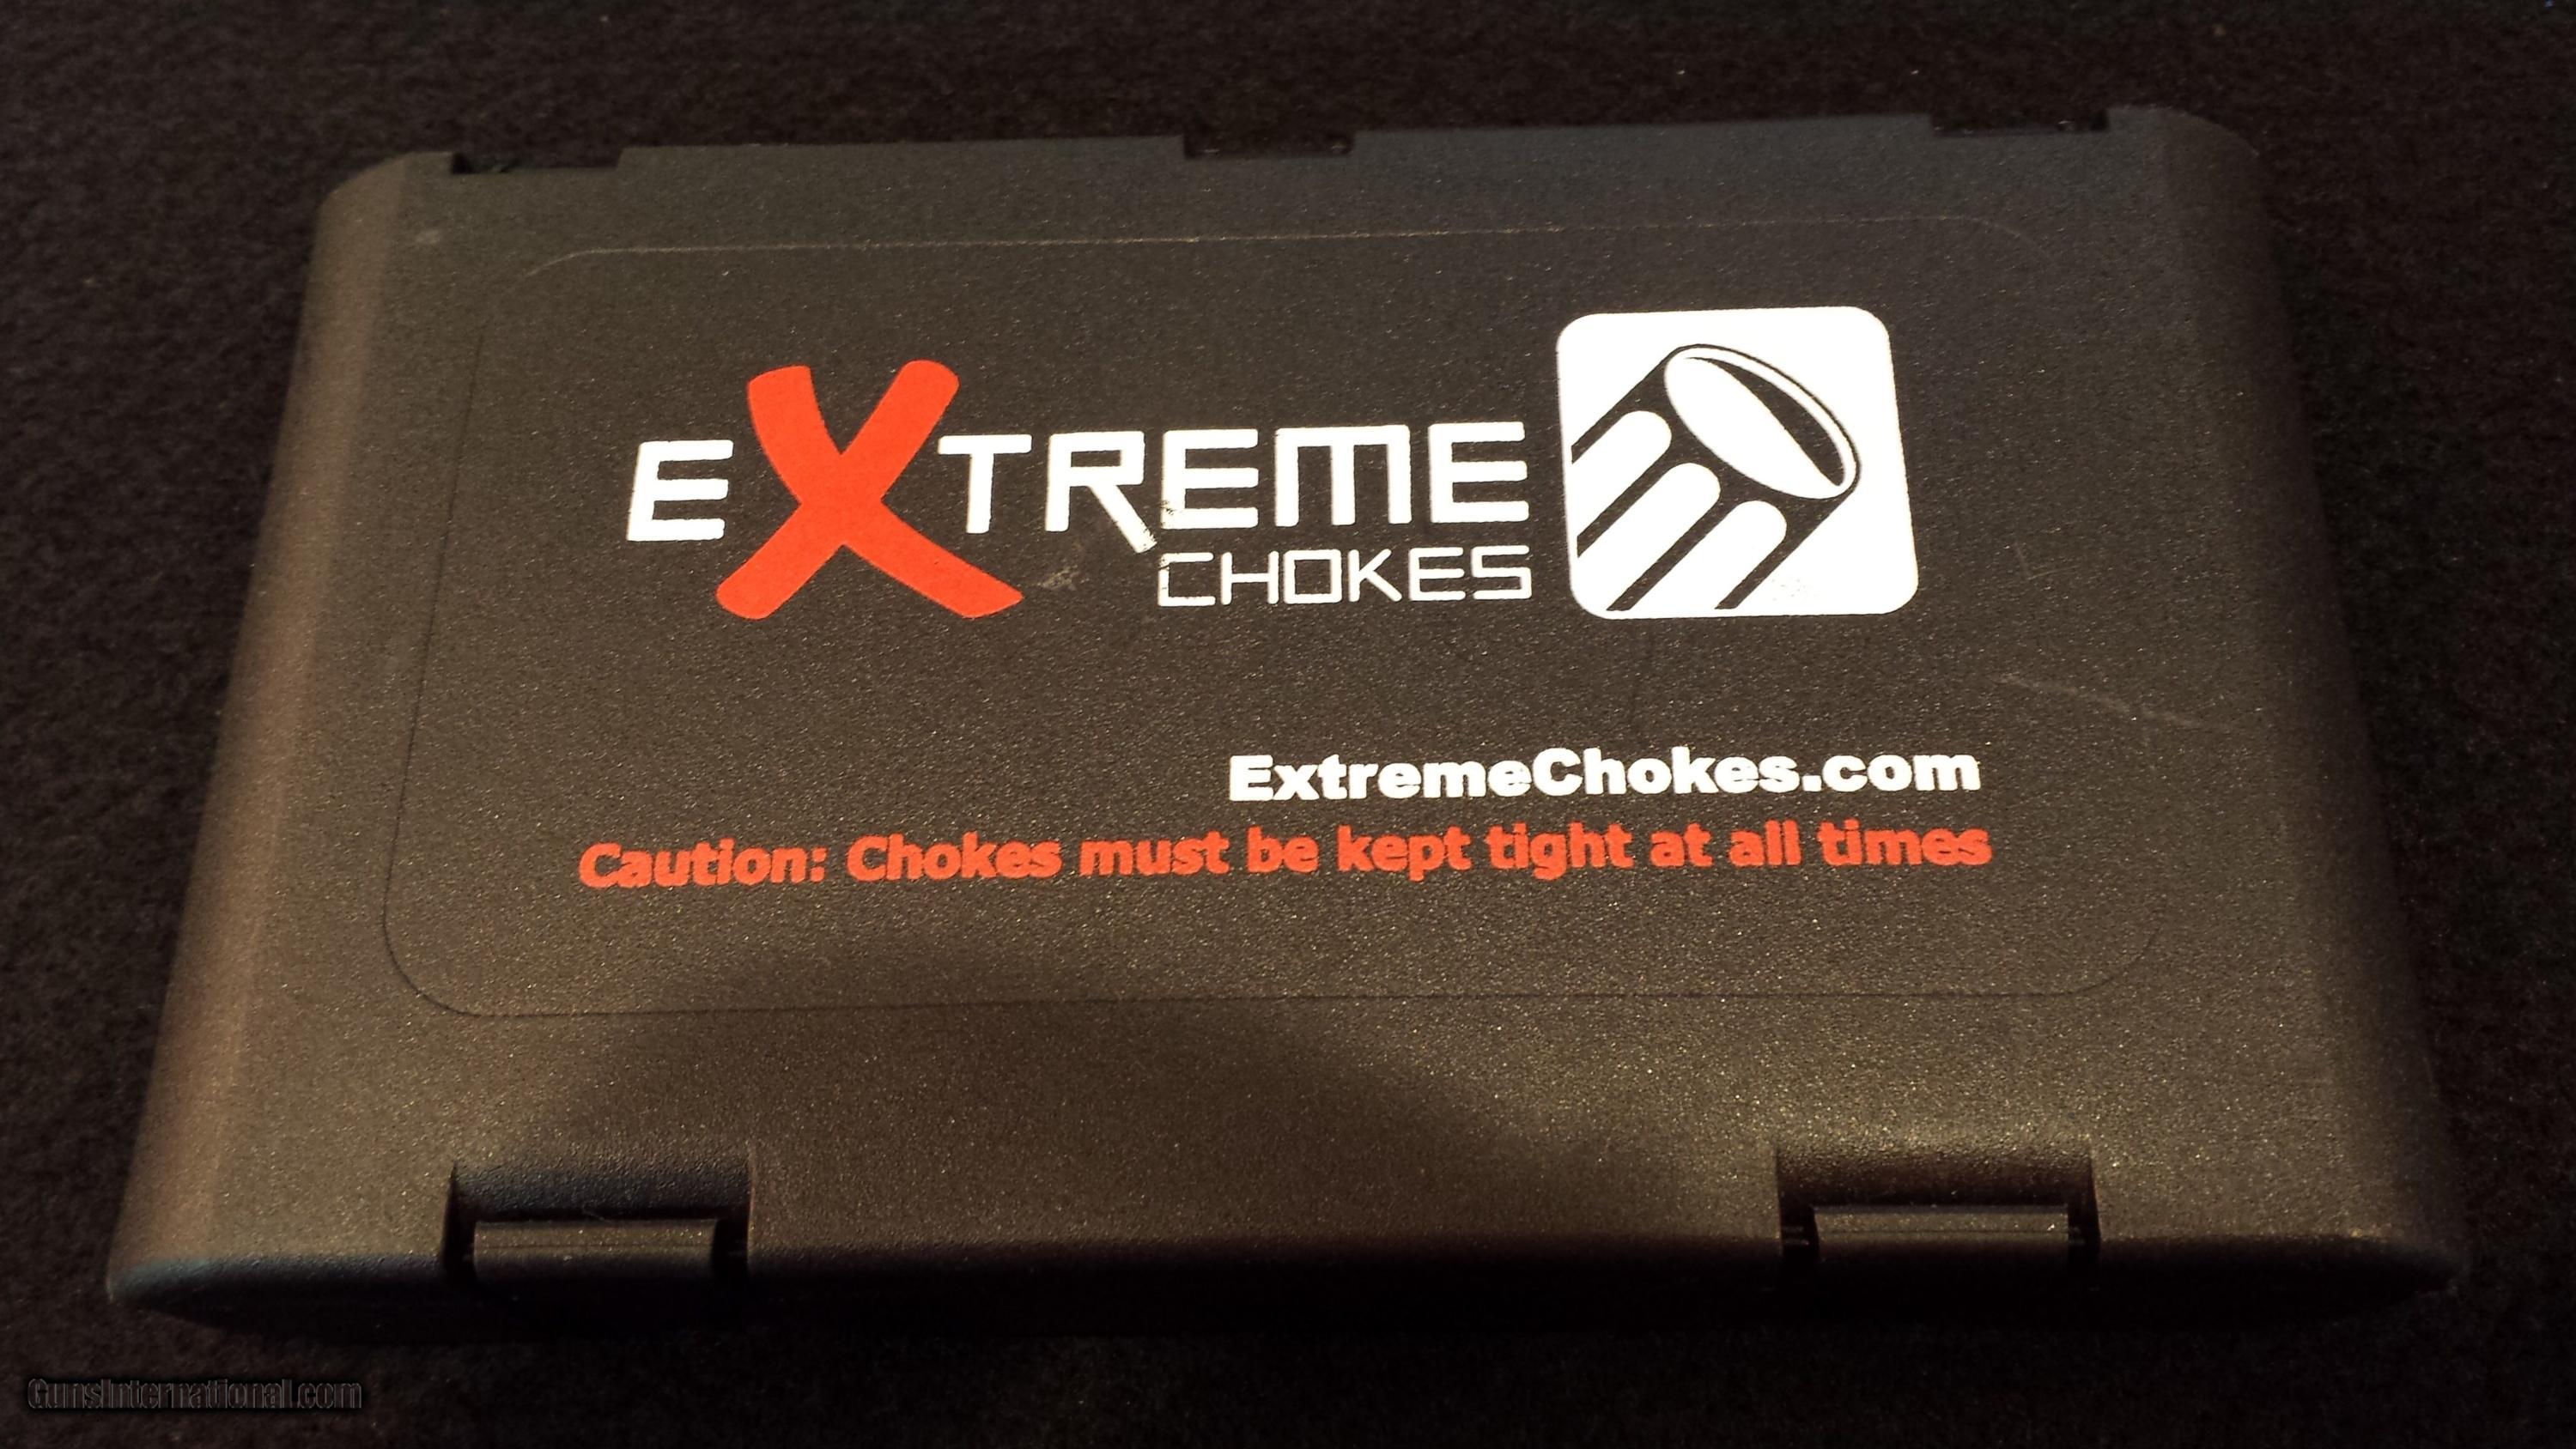 eXTREME
CHOKES
ExtremeChokes.com
Caution: Chokes must be kept tight at all times
GunsInternational.com